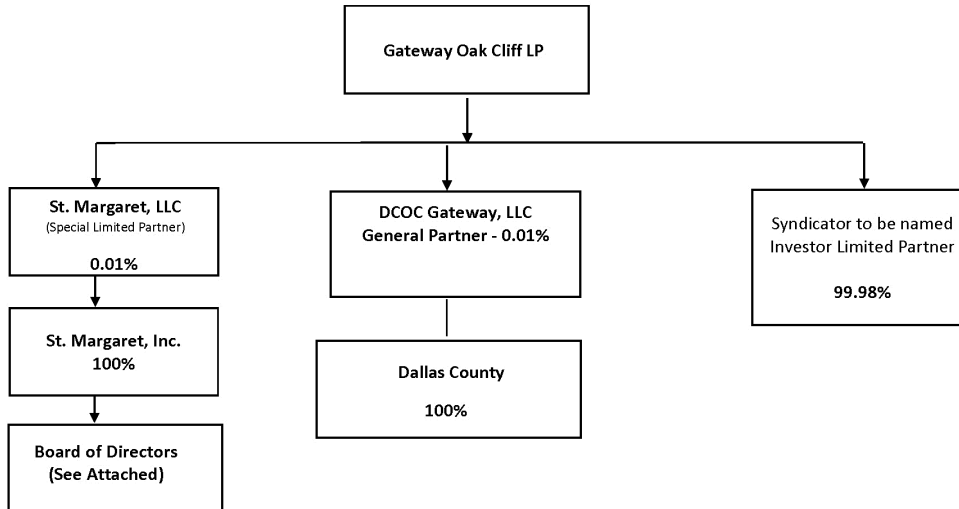 Gateway Oak Cliff LP
St. Margaret, LLC
(Special Limited Partner)
0.01%
DCOC Gateway, LLC
General Partner - 0.01%
Syndicator to be named
Investor Limited Partner
99.98%
St. Margaret, Inc.
100%
Dallas County
100%
Board of Directors
(See Attached)